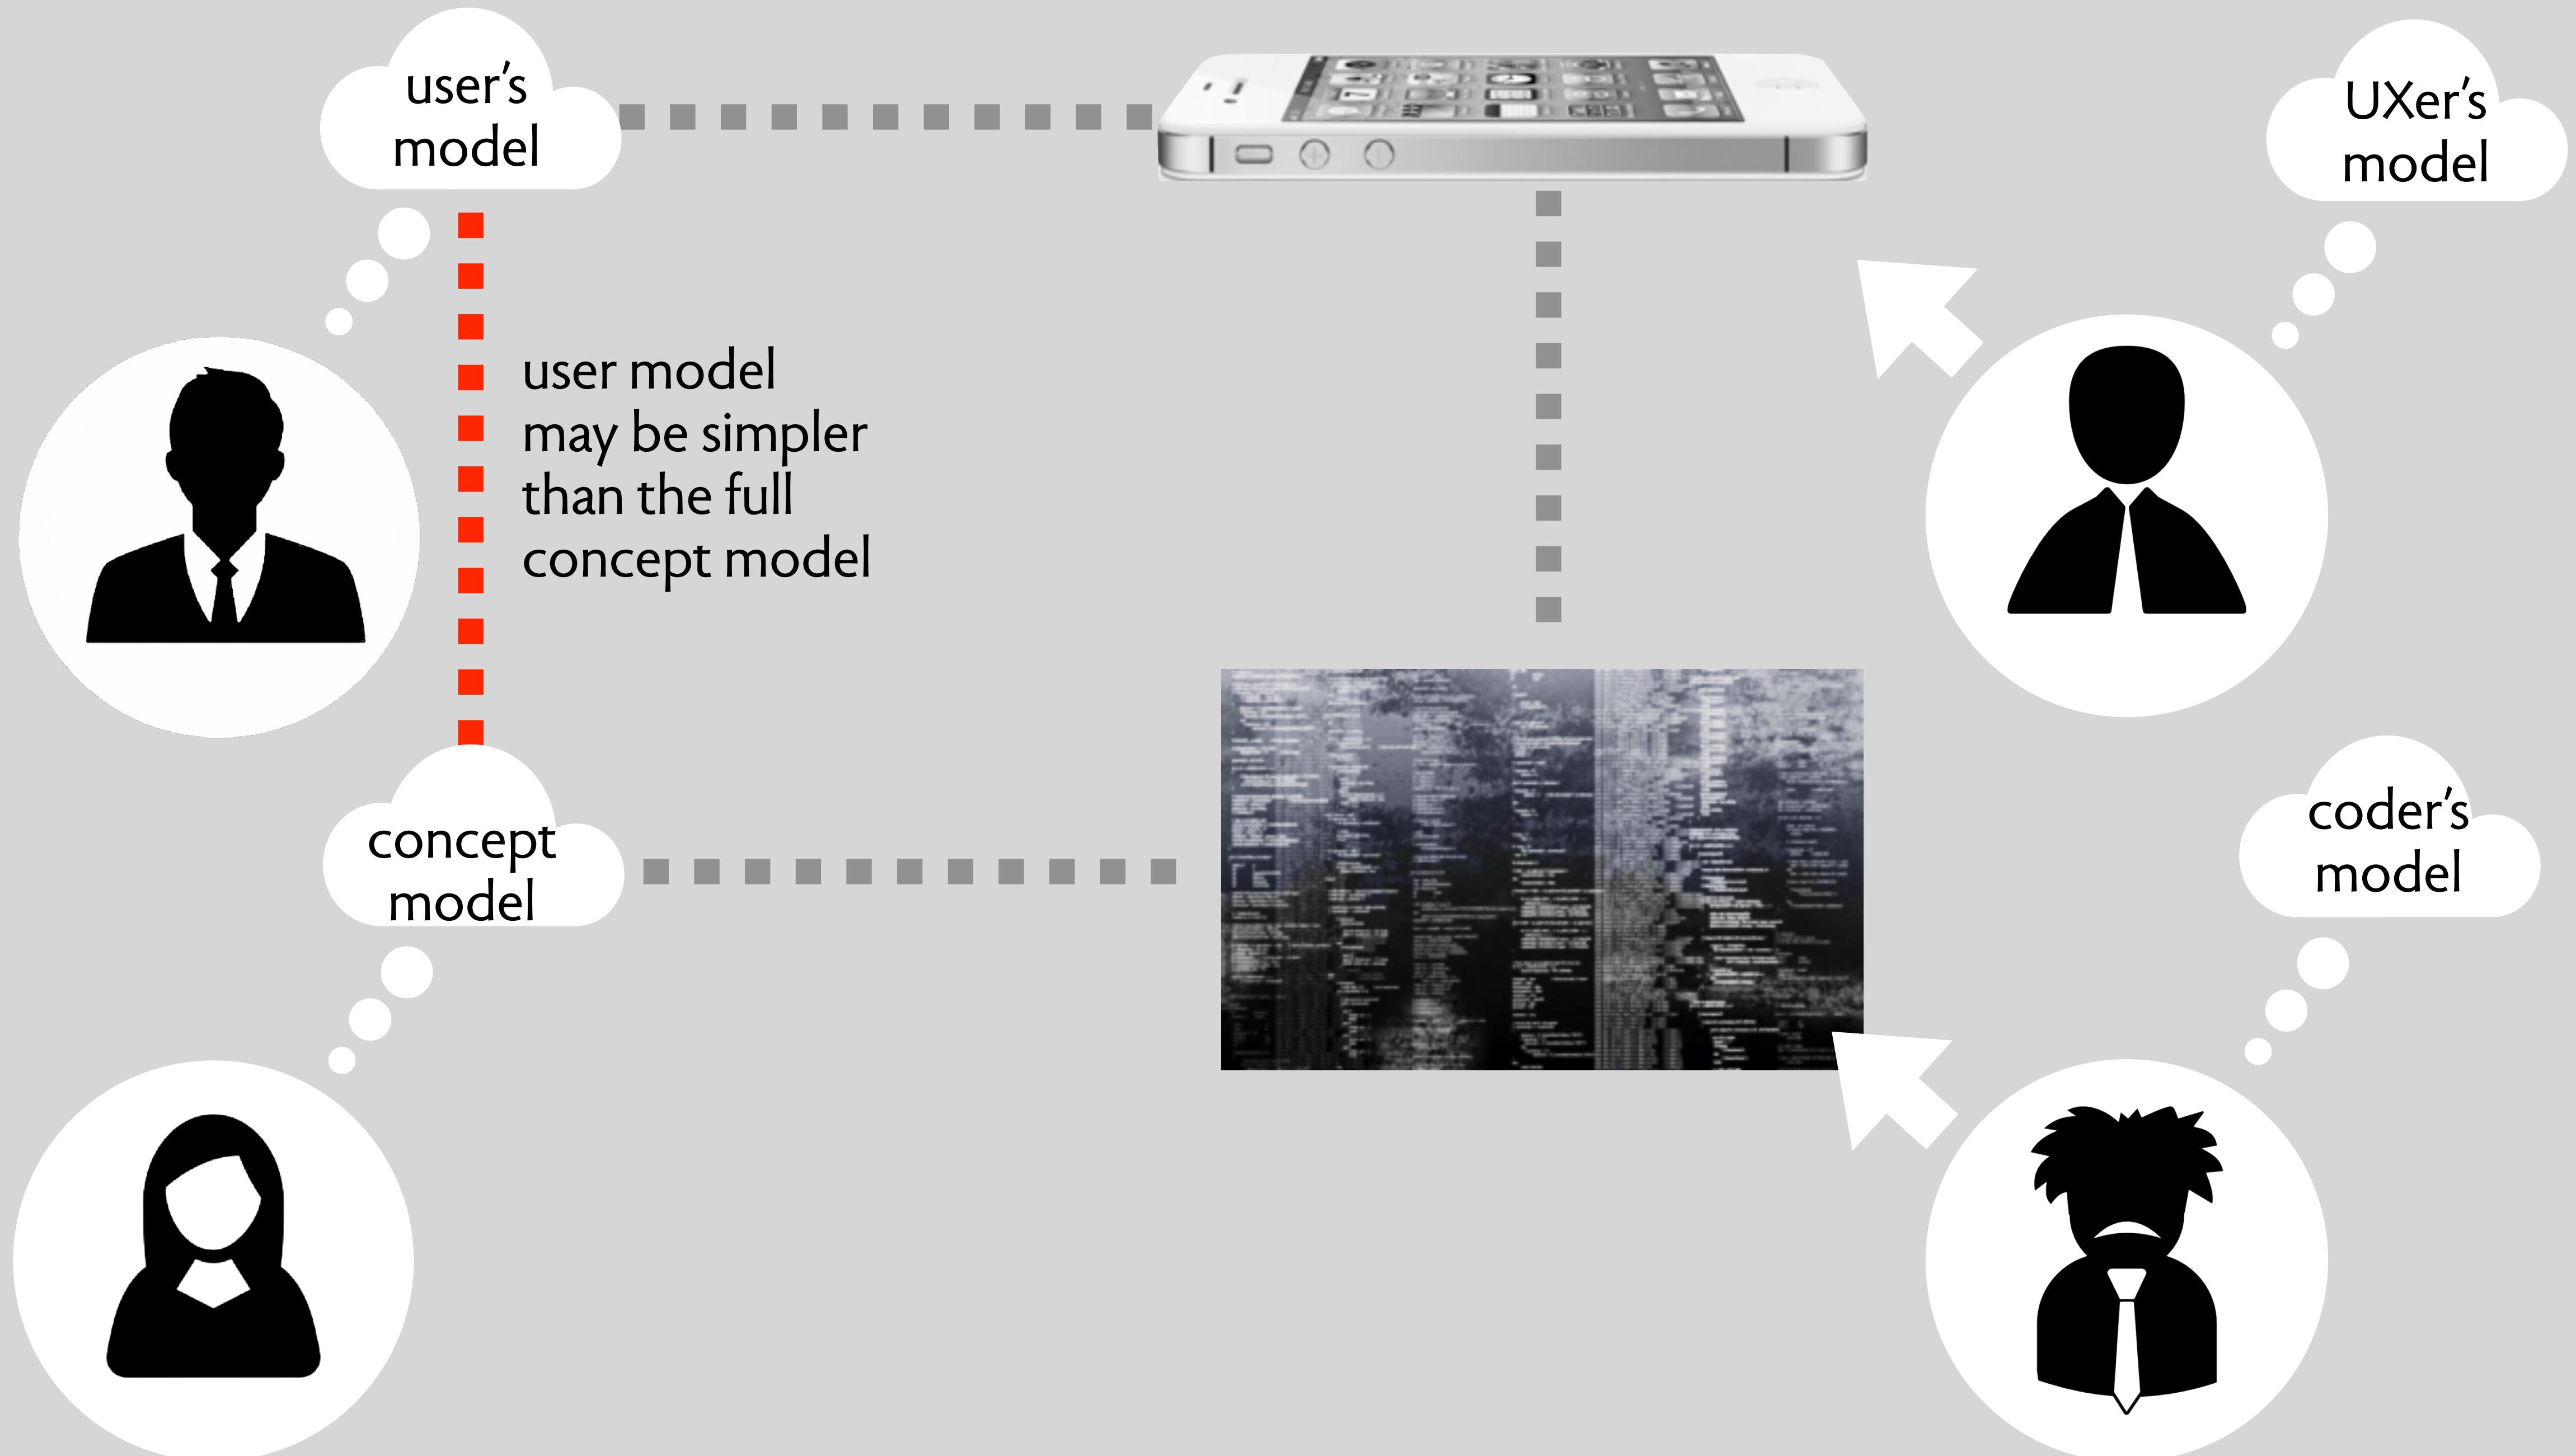 user's
model
UXer's
model
user model
may be simpler
than the full
concept model
concept
model
coder's
model